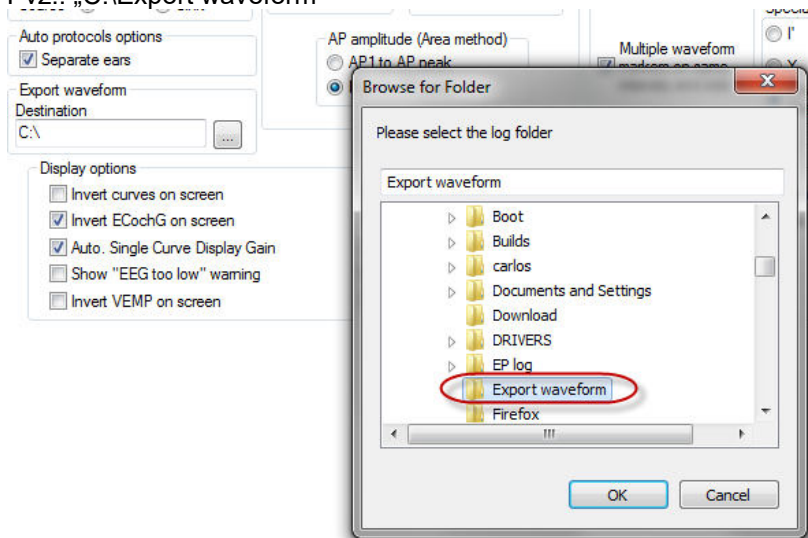 Auto protocols options
Separate ears
Export waveform
Destination
C:\
...
AP amplitude (Area method)
AP1 to AP peak
Multiple waveform
Display options
Invert curves on screen
Invert ECochG on screen
Auto. Single Curve Display Gain
Show "EEG too low" warning
Invert VEMP on screen
Browse for Folder
Please select the log folder
Export waveform
Boot
Builds
carlos
Documents and Settings
Download
DRIVERS
EP log
Export waveform
Firefox
OK
Cancel